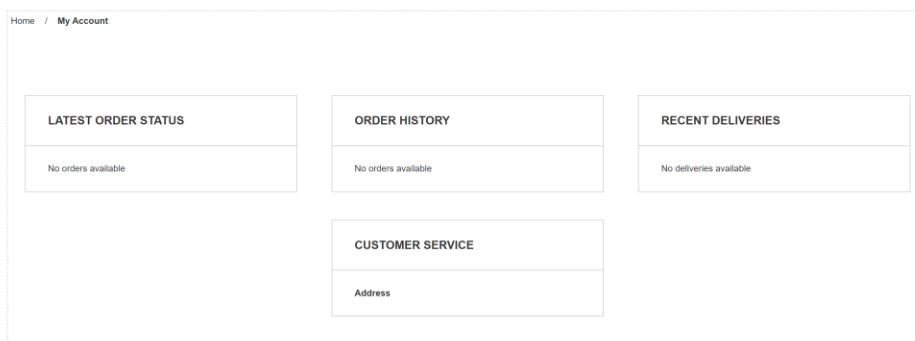 Home / My Account
LATEST ORDER STATUS
No orders available
ORDER HISTORY
No orders available
RECENT DELIVERIES
No deliveries available
CUSTOMER SERVICE
Address